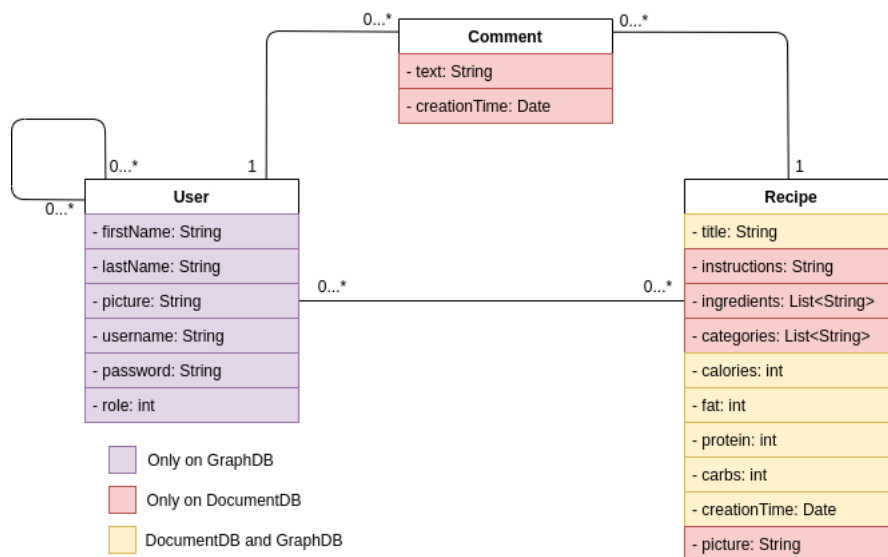 0...*
Comment
0...*
- text: String
- creationTime: Date
0...*
1
1
0...*
User
- firstName: String
- lastName: String
- picture: String
- username: String
- password: String
- role: int
0...*
0...*
Recipe
- title: String
- instructions: String
- ingredients: List<String>
- categories: List<String>
- calories: int
- fat: int
- protein: int
- carbs: int
- creationTime: Date
- picture: String
Only on GraphDB
Only on DocumentDB
DocumentDB and GraphDB